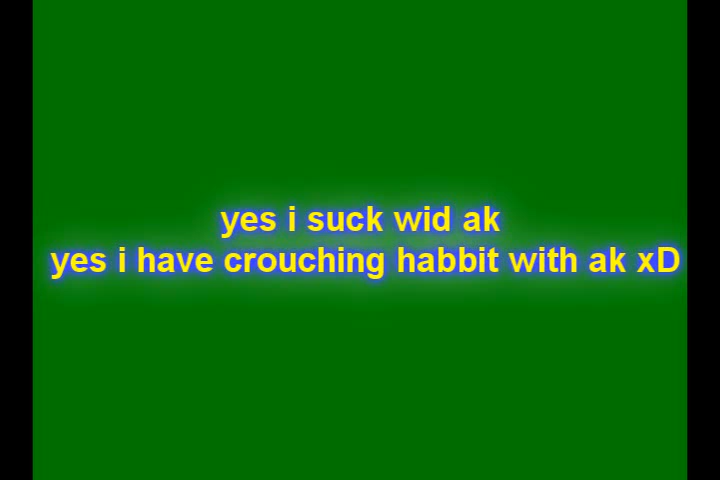 yes i suck wid ak
yes i have crouching habbit with ak xD